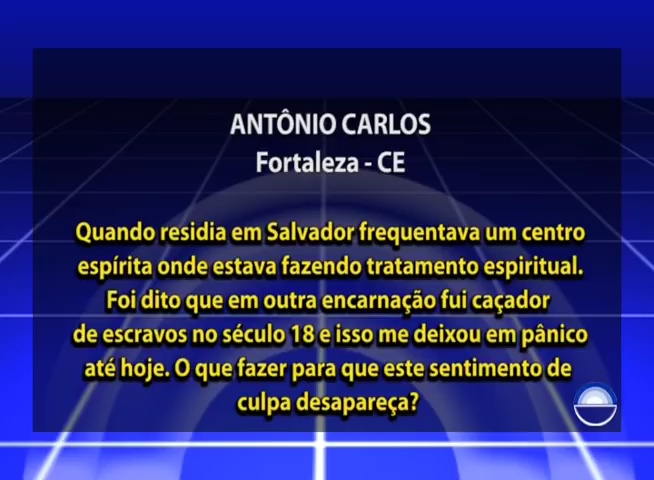 ANTÔNIO CARLOS
Fortaleza - CE
Quando residia em Salvador frequentava um centro
espírita onde estava fazendo tratamento espiritual.
Foi dito que em outra encarnação fui caçador
de escravos no século 18 e isso me deixou em pânico
até hoje. O que fazer para que este sentimento de
culpa desapareça?